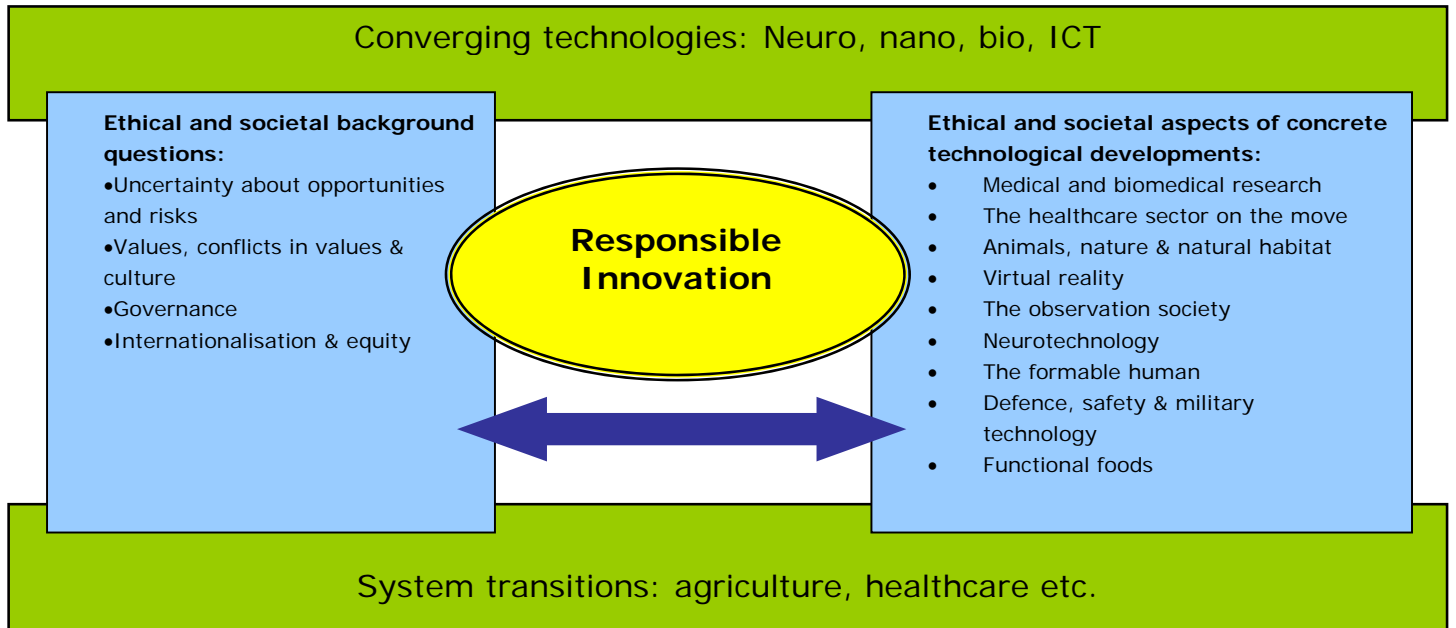 Converging technologies: Neuro, nano, bio, ICT
Ethical and societal background
questions:
•Uncertainty about opportunities
and risks
•Values, conflicts in values &
culture
•Governance
•Internationalisation & equity
Responsible
Innovation
Ethical and societal aspects of concrete
technological developments:
• Medical and biomedical research
• The healthcare sector on the move
• Animals, nature & natural habitat
• Virtual reality
• The observation society
• Neurotechnology
• The formable human
• Defence, safety & military
technology
• Functional foods
System transitions: agriculture, healthcare etc.